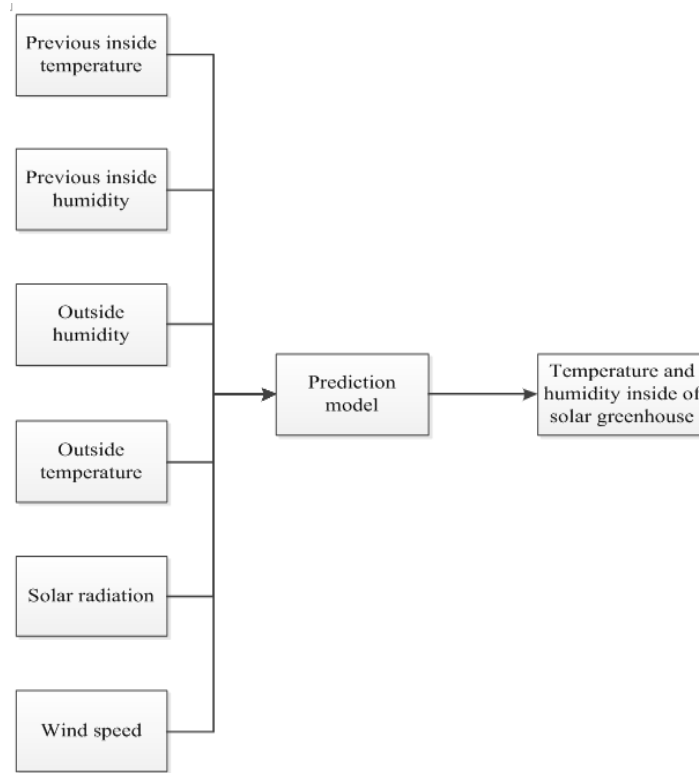 Previous inside
temperature
Previous inside
humidity
Outside
humidity
Outside
temperature
Solar radiation
Wind speed
Prediction
model
Temperature and
humidity inside of
solar greenhouse